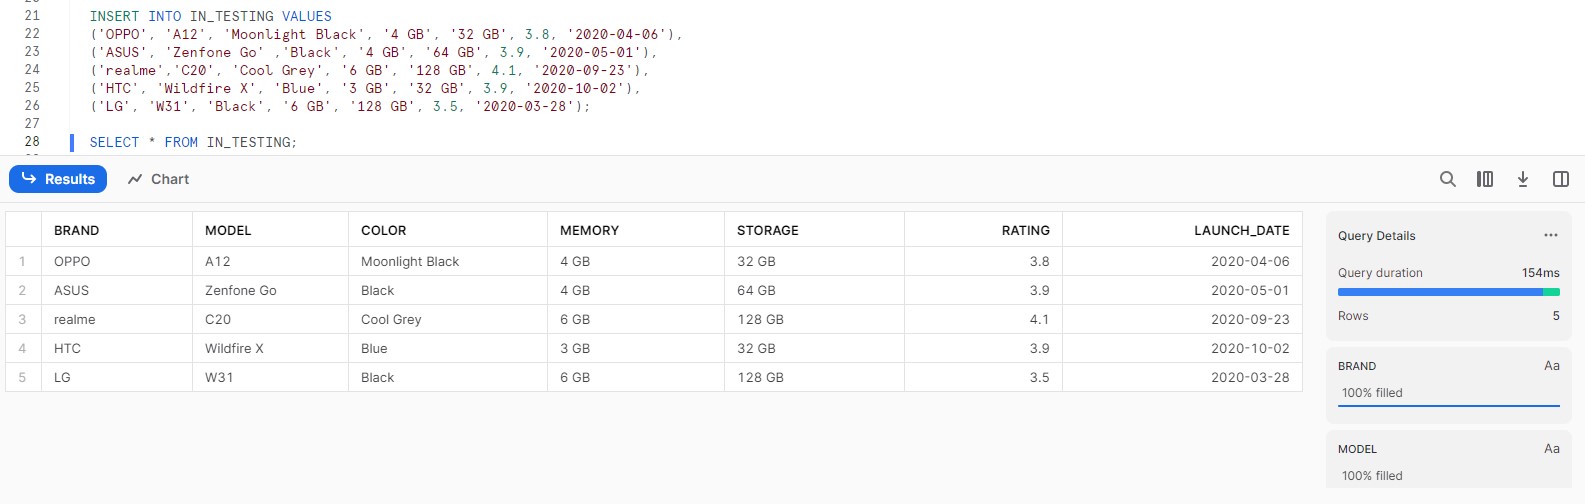 21 INSERT INTO IN_TESTING VALUES
22 ('OPPO', 'A12', 'Moonlight Black', '4 GB', '32 GB', 3.8, '2020-04-06'),
23 ('ASUS', 'Zenfone Go' ,'Black', '4 GB', '64 GB', 3.9, '2020-05-01'),
24 ('realme','C20', 'Cool Grey', '6 GB', '128 GB', 4.1, '2020-09-23'),
25 ('HTC', 'Wildfire X', 'Blue', '3 GB', '32 GB', 3.9, '2020-10-02'),
26 ('LG', 'W31', 'Black', '6 GB', '128 GB', 3.5, '2020-03-28');
27
28 SELECT * FROM IN_TESTING;
Results Chart
BRAND MODEL COLOR MEMORY STORAGE RATING LAUNCH_DATE
1 OPPO A12 Moonlight Black 4 GB 32 GB 3.8 2020-04-06
2 ASUS Zenfone Go Black 4 GB 64 GB 3.9 2020-05-01
3 realme C20 Cool Grey 6 GB 128 GB 4.1 2020-09-23
4 HTC Wildfire X Blue 3 GB 32 GB 3.9 2020-10-02
5 LG W31 Black 6 GB 128 GB 3.5 2020-03-28
Query Details ...
Query duration 154ms
Rows 5
BRAND Aa
100% filled
MODEL Aa
100% filled